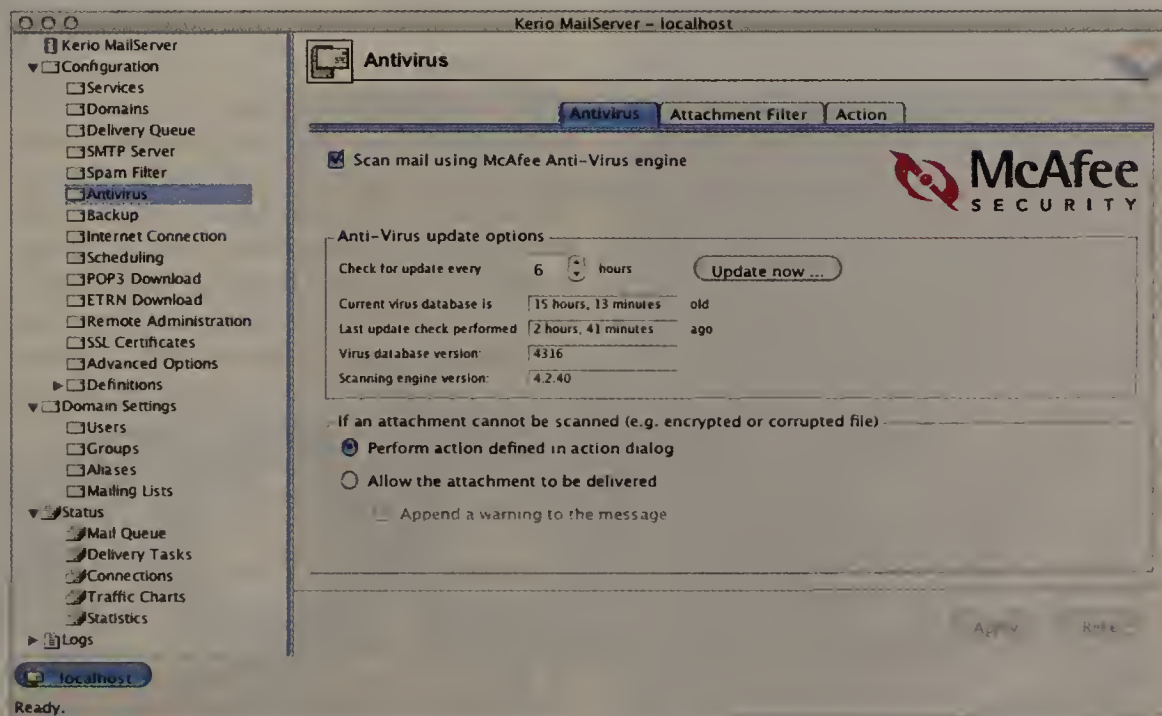 Kerio MailServer – localhost
Kerio MailServer
Configuration
Services
Domains
Delivery Queue
SMTP Server
Spam Filter
Antivirus
Backup
Internet Connection
Scheduling
POP3 Download
ETRN Download
Remote Administration
SSL Certificates
Advanced Options
Definitions
Domain Settings
Users
Groups
Aliases
Mailing Lists
Status
Mail Queue
Delivery Tasks
Connections
Traffic Charts
Statistics
Logs
localhost
Ready.
Antivirus
Antivirus Attachment Filter Action
Scan mail using McAfee Anti-Virus engine
McAfee
SECURITY
Anti-Virus update options
Check for update every 6 hours Update now ...
Current virus database is 15 hours, 13 minutes old
Last update check performed 2 hours, 41 minutes ago
Virus database version: 4316
Scanning engine version: 4.2.40
If an attachment cannot be scanned (e.g. encrypted or corrupted file)
Perform action defined in action dialog
Allow the attachment to be delivered
Append a warning to the message
Apply